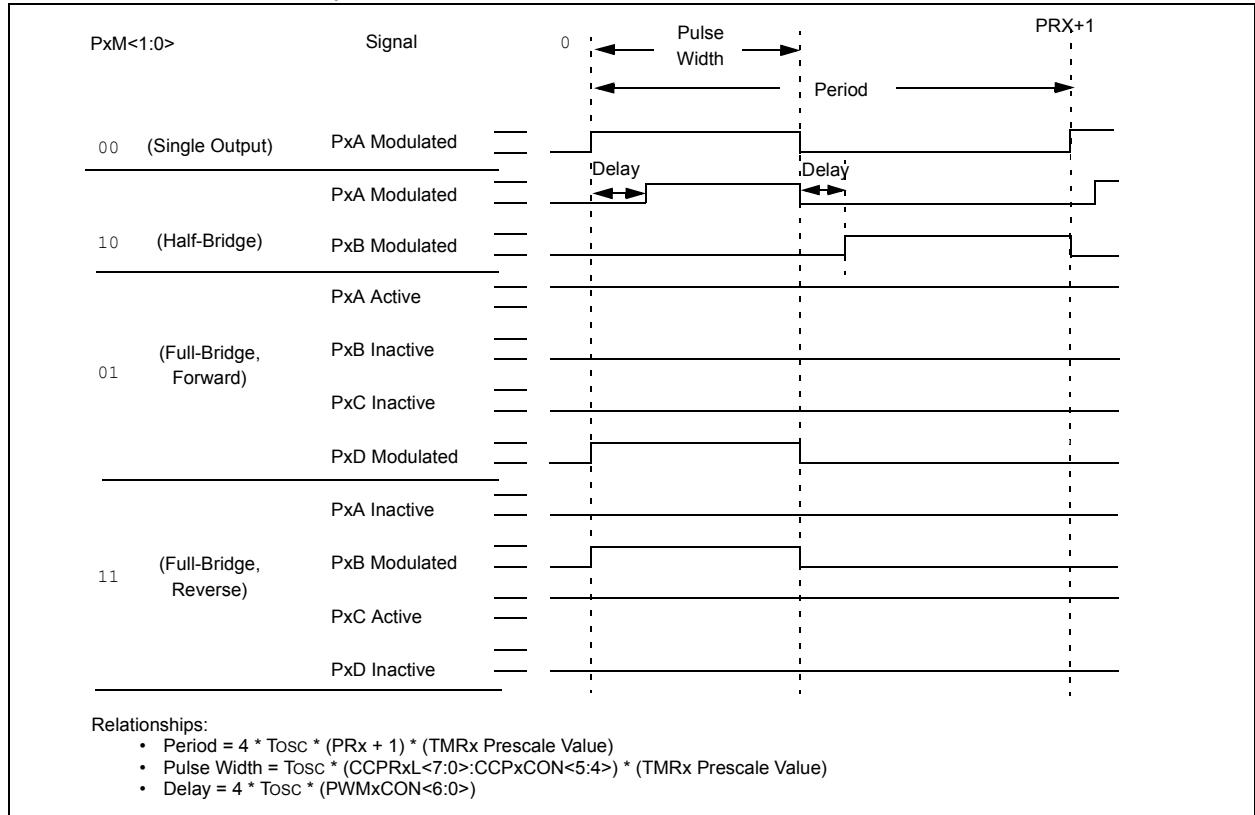 PxM<1:0>
Signal
0
Pulse
Width
PRX+1
Period
00
(Single Output)
PxA Modulated
Delay
Delay
PxA Modulated
10
(Half-Bridge)
PxB Modulated
PxA Active
01
(Full-Bridge,
Forward)
PxB Inactive
PxC Inactive
PxD Modulated
PxA Inactive
11
(Full-Bridge,
Reverse)
PxB Modulated
PxC Active
PxD Inactive
Relationships:
• Period = 4 * TOSC * (PRx + 1) * (TMRx Prescale Value)
• Pulse Width = TOSC * (CCPRxL<7:0>:CCPxCON<5:4>) * (TMRx Prescale Value)
• Delay = 4 * TOSC * (PWMxCON<6:0>)